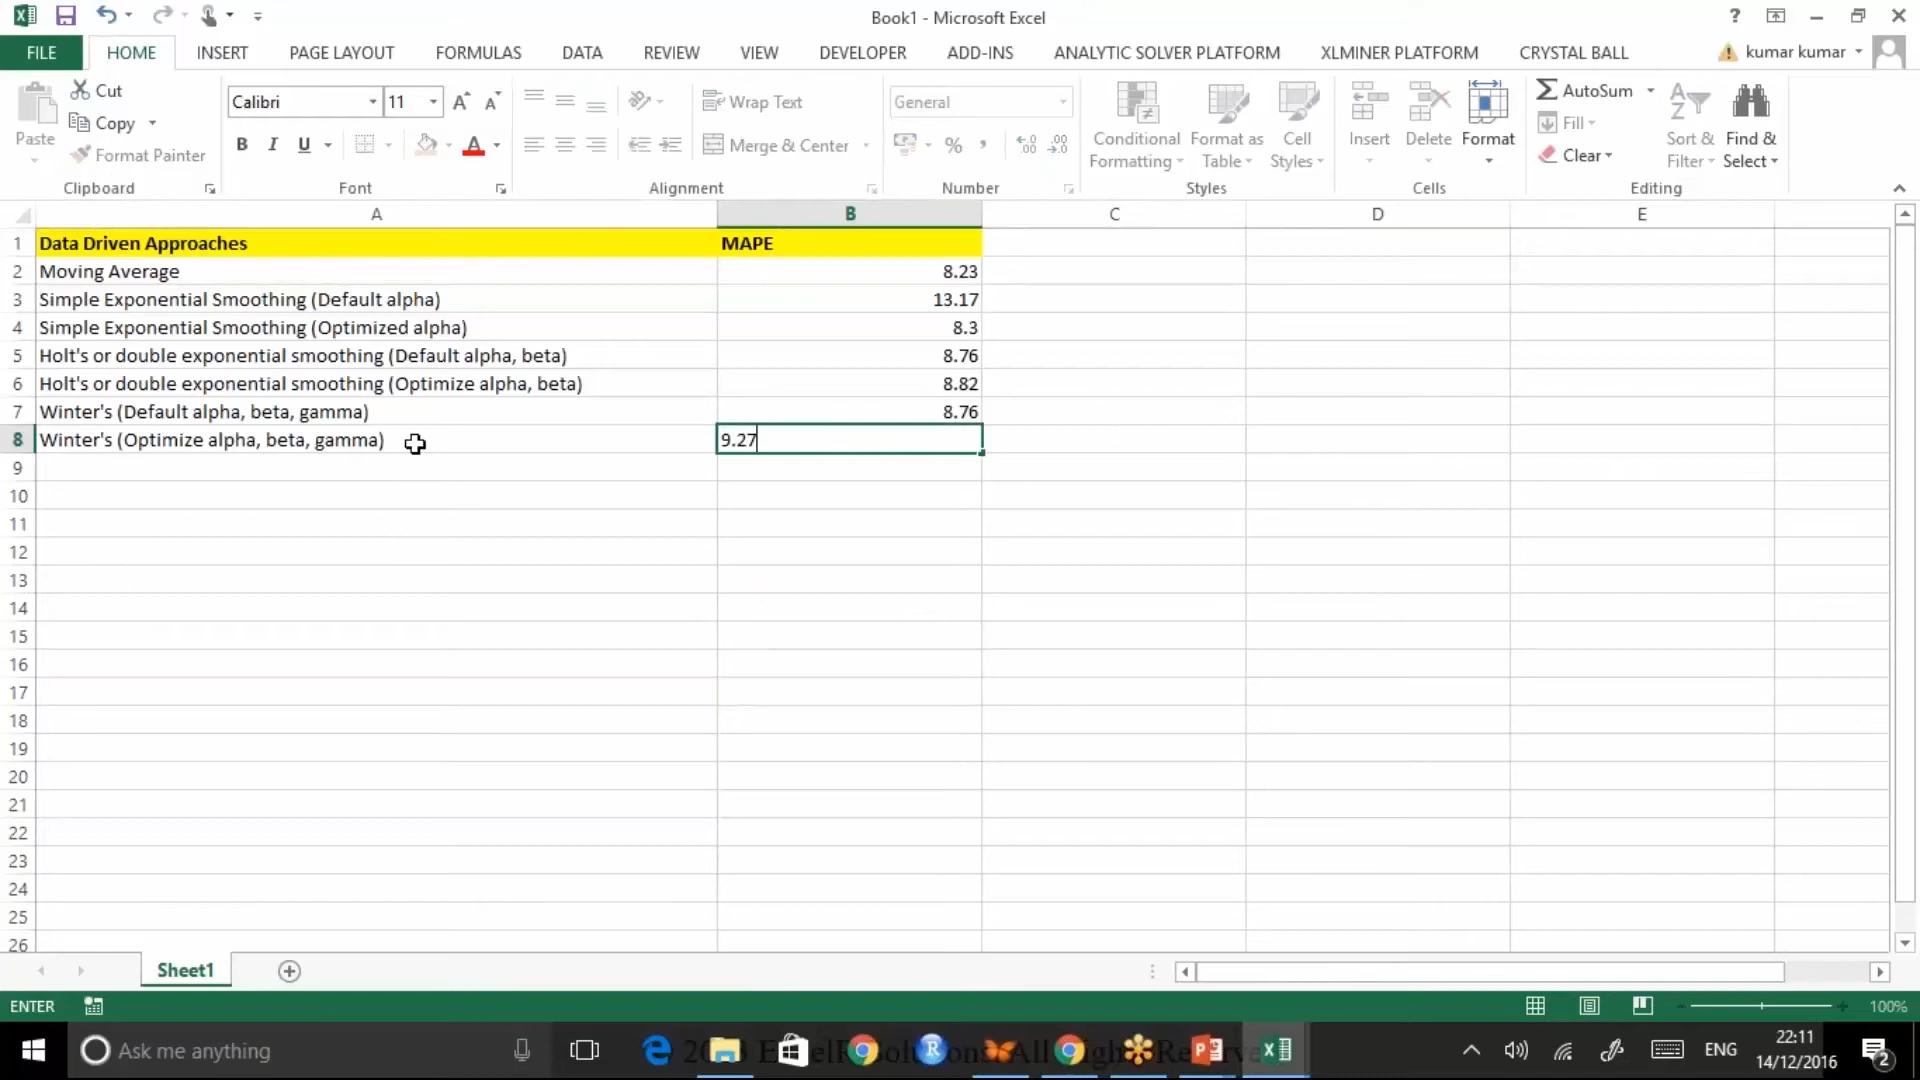 Book1 - Microsoft Excel
FILE HOME INSERT PAGE LAYOUT FORMULAS DATA REVIEW VIEW DEVELOPER ADD-INS ANALYTIC SOLVER PLATFORM XLMINER PLATFORM CRYSTAL BALL kumar kumar
Paste
Cut
Copy
Format Painter
Clipboard
Calibri 11
B I U
Font
Wrap Text
Merge & Center
Alignment
General
%
Number
Conditional Formatting
Format as Table
Cell Styles
Styles
Insert Delete Format
Cells
AutoSum
Fill
Clear
Sort & Filter
Find & Select
Editing
A B C D E
1 Data Driven Approaches MAPE
2 Moving Average 8.23
3 Simple Exponential Smoothing (Default alpha) 13.17
4 Simple Exponential Smoothing (Optimized alpha) 8.3
5 Holt's or double exponential smoothing (Default alpha, beta) 8.76
6 Holt's or double exponential smoothing (Optimize alpha, beta) 8.82
7 Winter's (Default alpha, beta, gamma) 8.76
8 Winter's (Optimize alpha, beta, gamma) 9.27
9
10
11
12
13
14
15
16
17
18
19
20
21
22
23
24
25
26
Sheet1
ENTER 100%
Ask me anything
ENG
22:11
14/12/2016
2